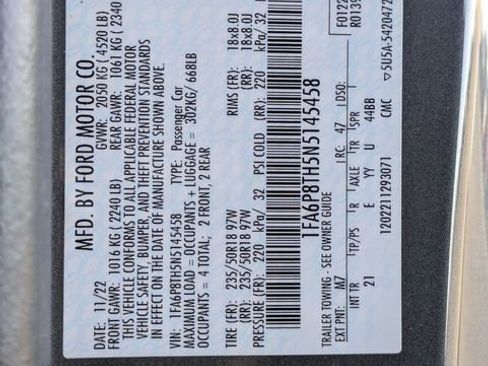 MFD. BY FORD MOTOR CO.
DATE: 11/22 GVWR: 2050 KG ( 4520 LB)
FRONT GAWR: 1016 KG ( 2240 LB) REAR GAWR: 1061 KG ( 2340
THIS VEHICLE CONFORMS TO ALL APPLICABLE FEDERAL MOTOR
VEHICLE SAFETY, BUMPER, AND THEFT PREVENTION STANDARDS
IN EFFECT ON THE DATE OF MANUFACTURE SHOWN ABOVE.
VIN: 1FA6P8TH5N5145458 TYPE: Passenger Car
MAXIMUM LOAD = OCCUPANTS + LUGGAGE = 302KG/ 668LB
OCCUPANTS = 4 TOTAL; 2 FRONT, 2 REAR
TIRE (FR): 235/50R18 97W RIMS (FR): 18x8.0J
(RR): 235/50R18 97W (RR): 18x8.0J
PRESSURE (FR): 220 kPa/ 32 PSI COLD (RR): 220 kPa/ 32
1FA6P8TH5N5145458
TRAILER TOWING - SEE OWNER GUIDE
F0122
R0139
EXT PNT: M7 RC: 47 DSO:
INT TR TP/PS R AXLE TR SPR
21 E YY U 44BB
1202211293071 CMC
5U5A-5420472